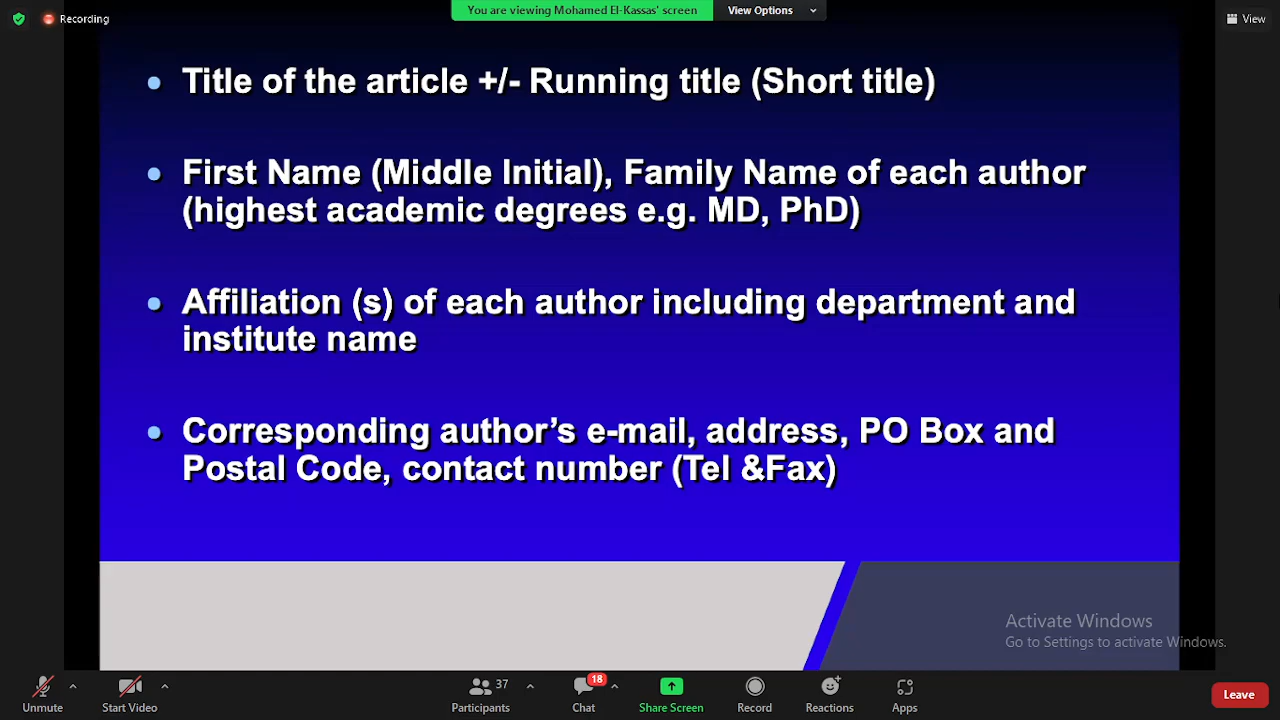 Recording
You are viewing Mohamed El-Kassas' screen
View Options
View
Title of the article +/- Running title (Short title)
First Name (Middle Initial), Family Name of each author
(highest academic degrees e.g. MD, PhD)
Affiliation (s) of each author including department and
institute name
Corresponding author’s e-mail, address, PO Box and
Postal Code, contact number (Tel &Fax)
Activate Windows
Go to Settings to activate Windows.
Unmute
Start Video
37
Participants
18
Chat
Share Screen
Record
Reactions
Apps
Leave